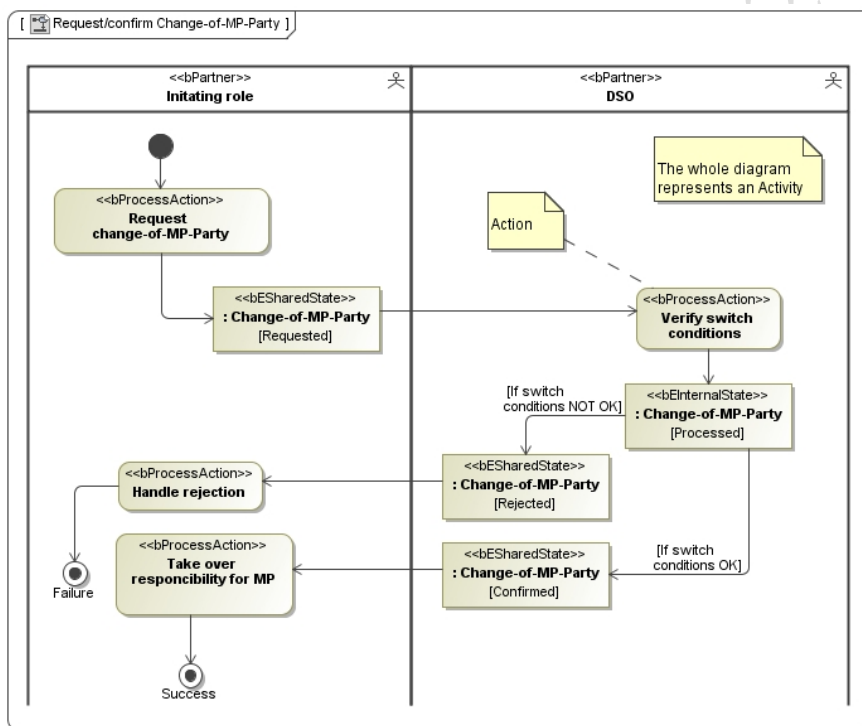 [ Request/confirm Change-of-MP-Party ]
<<bPartner>>
Initating role
<<bPartner>>
DSO
The whole diagram
represents an Activity
<<bProcessAction>>
Request
change-of-MP-Party
Action
<<bESharedState>>
: Change-of-MP-Party
[Requested]
<<bProcessAction>>
Verify switch
conditions
[If switch
conditions NOT OK]
<<bEInternalState>>
: Change-of-MP-Party
[Processed]
<<bProcessAction>>
Handle rejection
<<bESharedState>>
: Change-of-MP-Party
[Rejected]
<<bProcessAction>>
Take over
responcibility for MP
<<bESharedState>>
: Change-of-MP-Party
[Confirmed]
[If switch
conditions OK]
Failure
Success